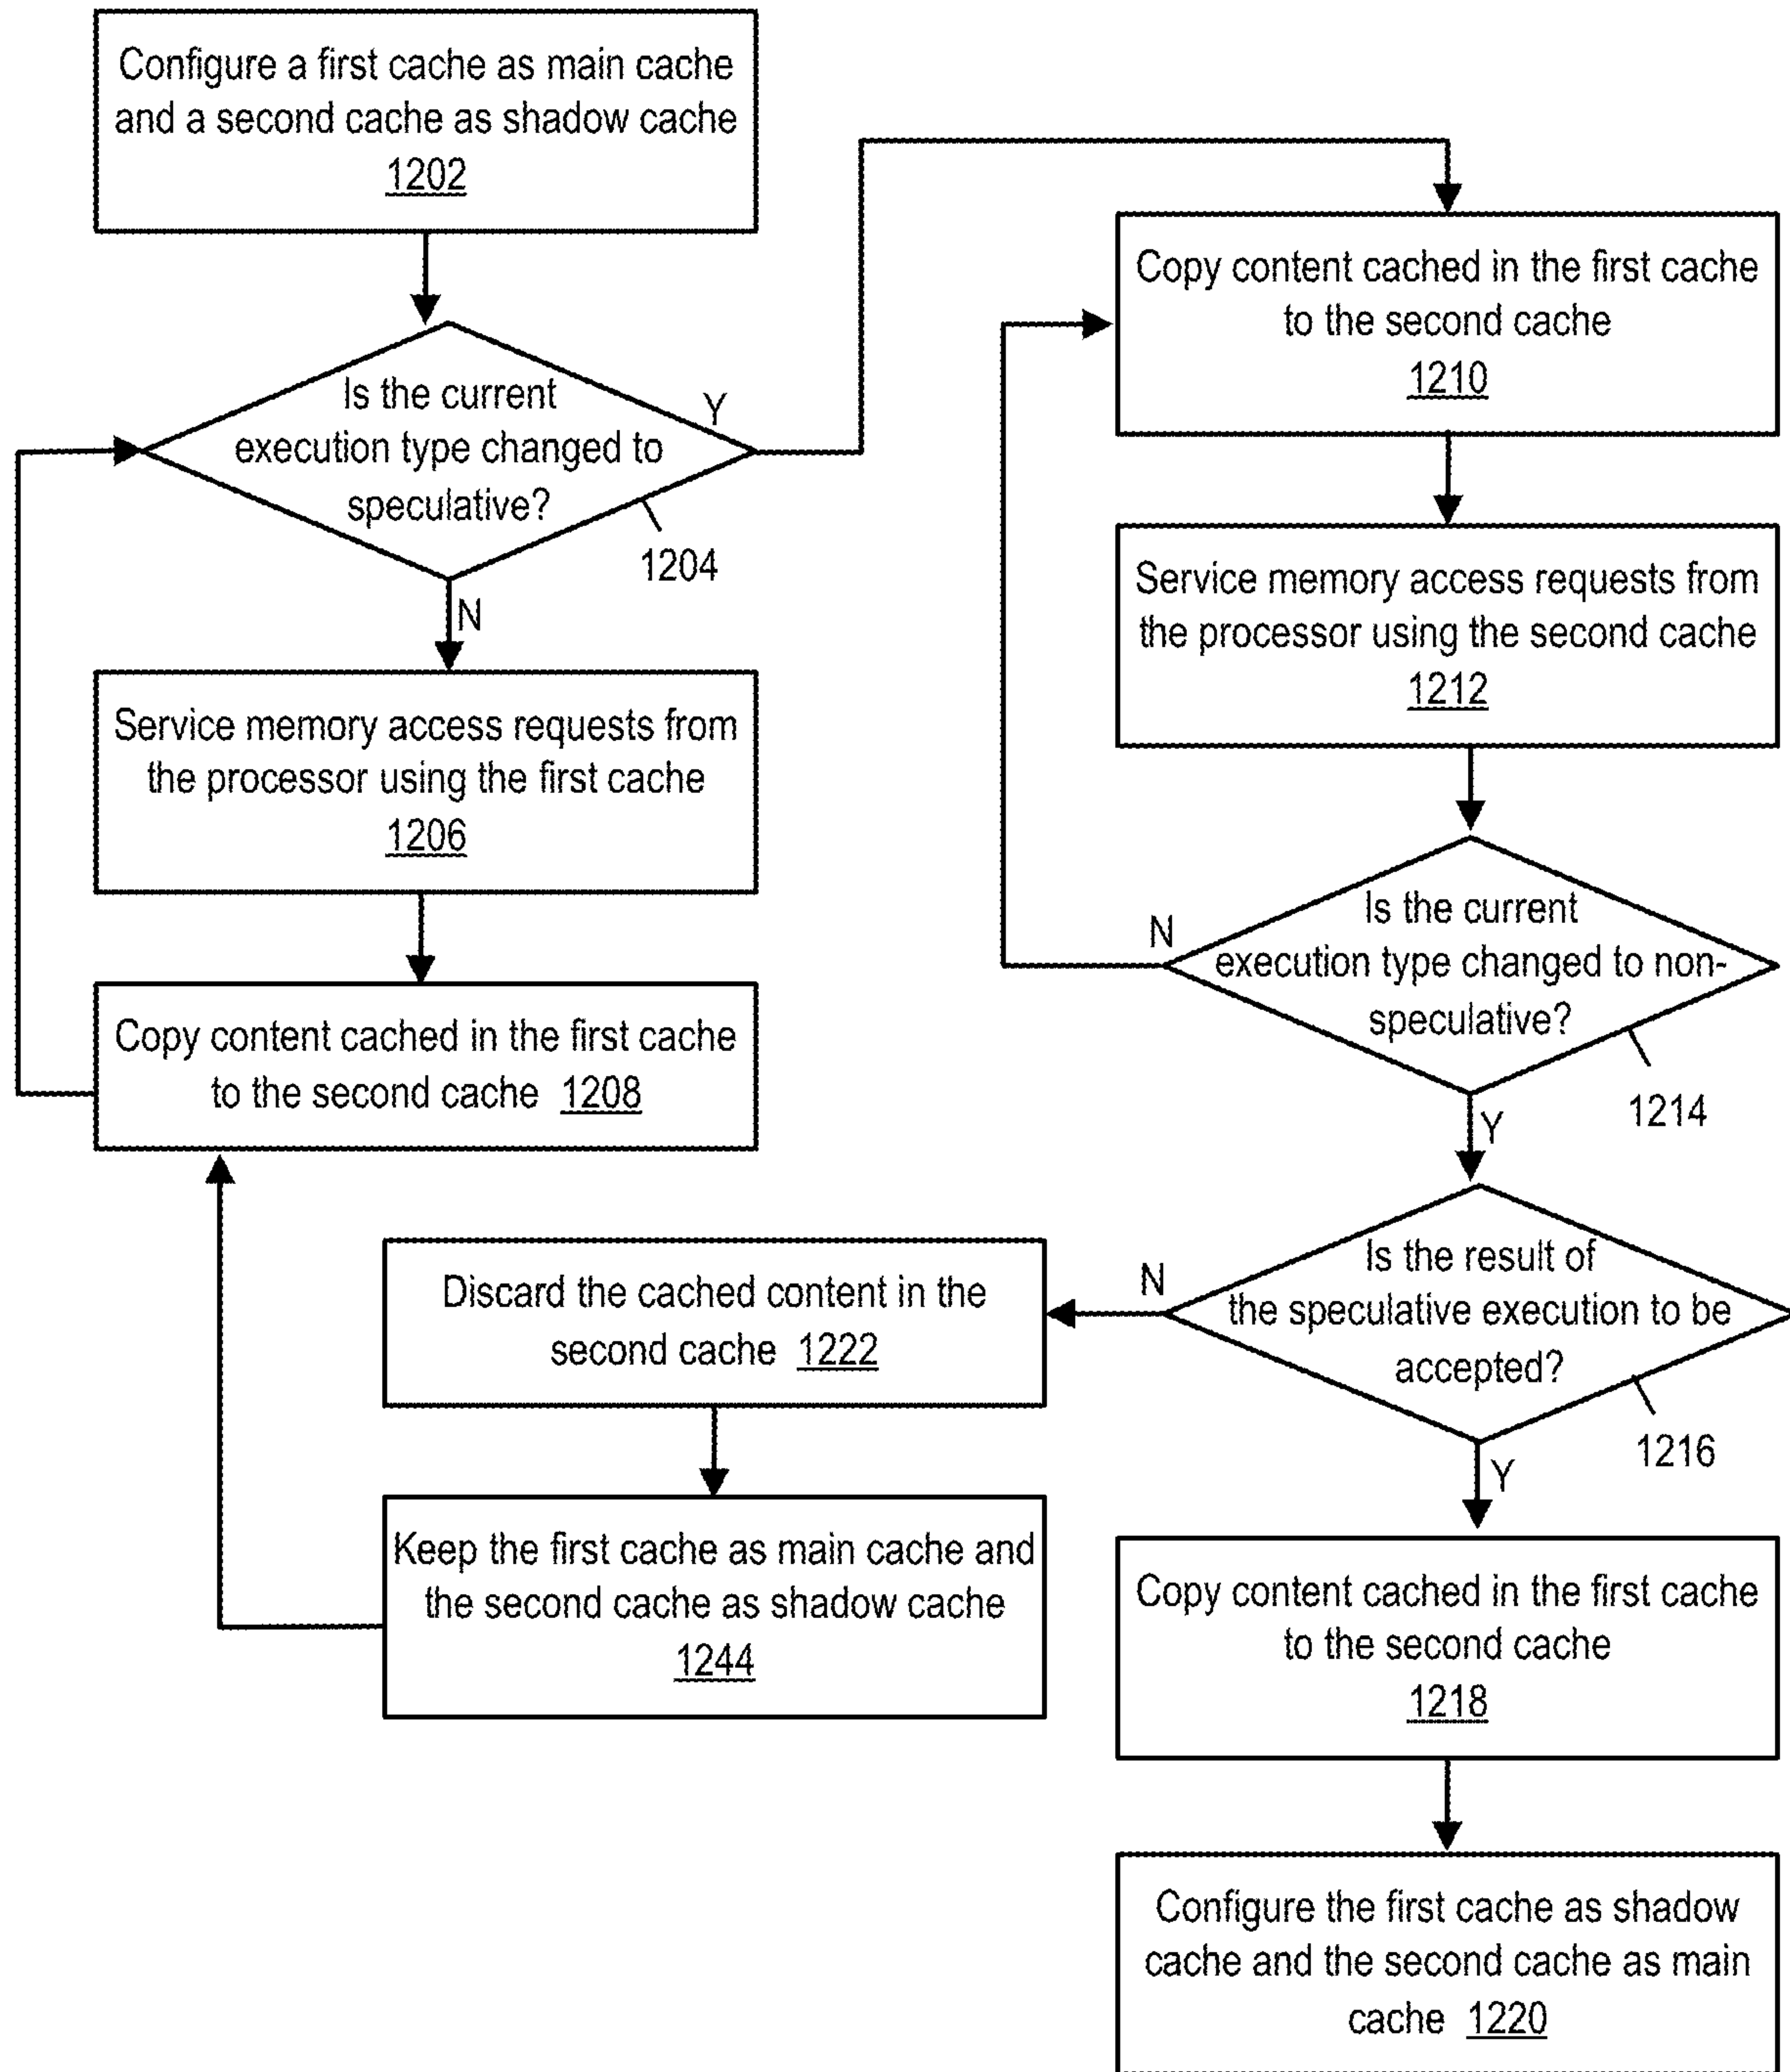 Configure a first cache as main cache
and a second cache as shadow cache
1202
Is the current
execution type changed to
speculative?
Y
1204
N
Service memory access requests from
the processor using the first cache
1206
Copy content cached in the first cache
to the second cache 1208
Copy content cached in the first cache
to the second cache
1210
Service memory access requests from
the processor using the second cache
1212
Is the current
execution type changed to non-
speculative?
N
1214
Y
Is the result of
the speculative execution to be
accepted?
N
1216
Y
Discard the cached content in the
second cache 1222
Keep the first cache as main cache and
the second cache as shadow cache
1244
Copy content cached in the first cache
to the second cache
1218
Configure the first cache as shadow
cache and the second cache as main
cache 1220